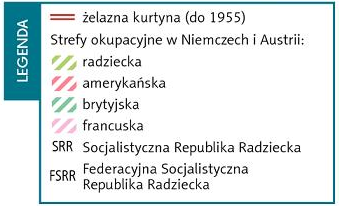 LEGENDA
żelazna kurtyna (do 1955)
Strefy okupacyjne w Niemczech i Austrii:
radziecka
amerykańska
brytyjska
francuska
SRR Socjalistyczna Republika Radziecka
FSRR Federacyjna Socjalistyczna
Republika Radziecka